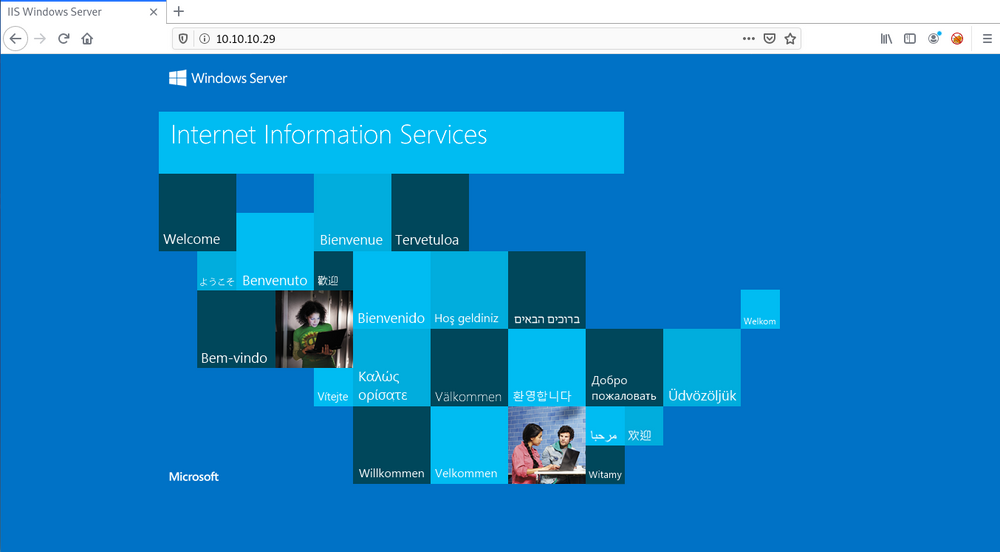 IIS Windows Server
10.10.10.29
Windows Server
Internet Information Services
Welcome
Bienvenue
Tervetuloa
ようこそ
Benvenuto
歡迎
Bienvenido
Hoş geldiniz
ברוכים הבאים
Welkom
Bem-vindo
Vítejte
Καλώς
ορίσατε
Välkommen
환영합니다
Добро
пожаловать
Üdvözöljük
Willkommen
Velkommen
مرحبا
欢迎
Witamy
Microsoft